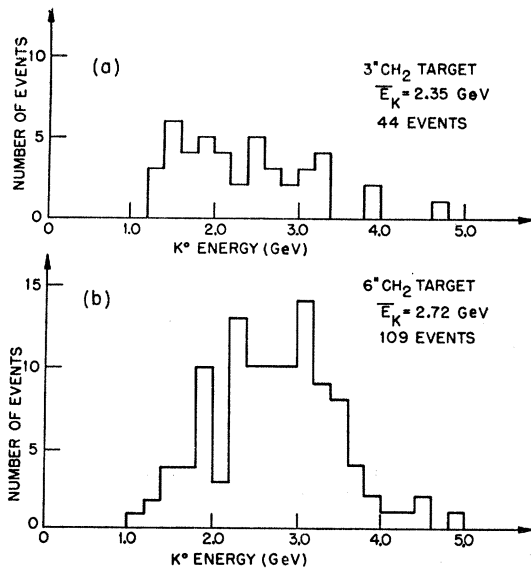 (a)
3"CH2 TARGET
E̅K = 2.35 GeV
44 EVENTS
NUMBER OF EVENTS
10
5
0
0 1.0 2.0 3.0 4.0 5.0
K° ENERGY (GeV)
(b)
6"CH2 TARGET
E̅K = 2.72 GeV
109 EVENTS
NUMBER OF EVENTS
15
10
5
0
0 1.0 2.0 3.0 4.0 5.0
K° ENERGY (GeV)